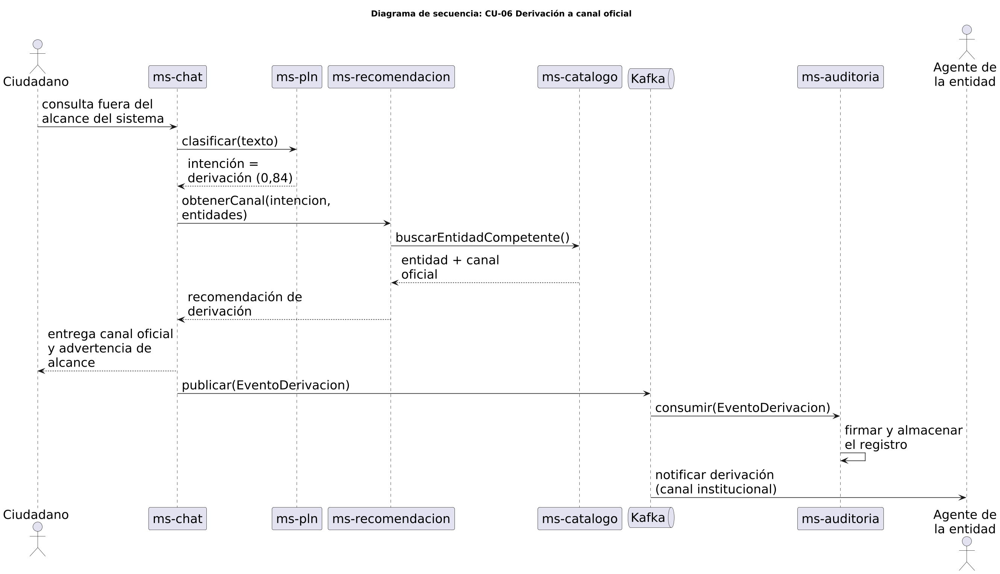 Diagrama de secuencia: CU-06 Derivación a canal oficial
Ciudadano
ms-chat
ms-pln
ms-recomendacion
ms-catalogo
Kafka
ms-auditoria
Agente de
la entidad
consulta fuera del
alcance del sistema
clasificar(texto)
intención =
derivación (0,84)
obtenerCanal(intencion,
entidades)
buscarEntidadCompetente()
entidad + canal
oficial
recomendación de
derivación
entrega canal oficial
y advertencia de
alcance
publicar(EventoDerivacion)
consumir(EventoDerivacion)
firmar y almacenar
el registro
notificar derivación
(canal institucional)
Ciudadano
ms-chat
ms-pln
ms-recomendacion
ms-catalogo
Kafka
ms-auditoria
Agente de
la entidad